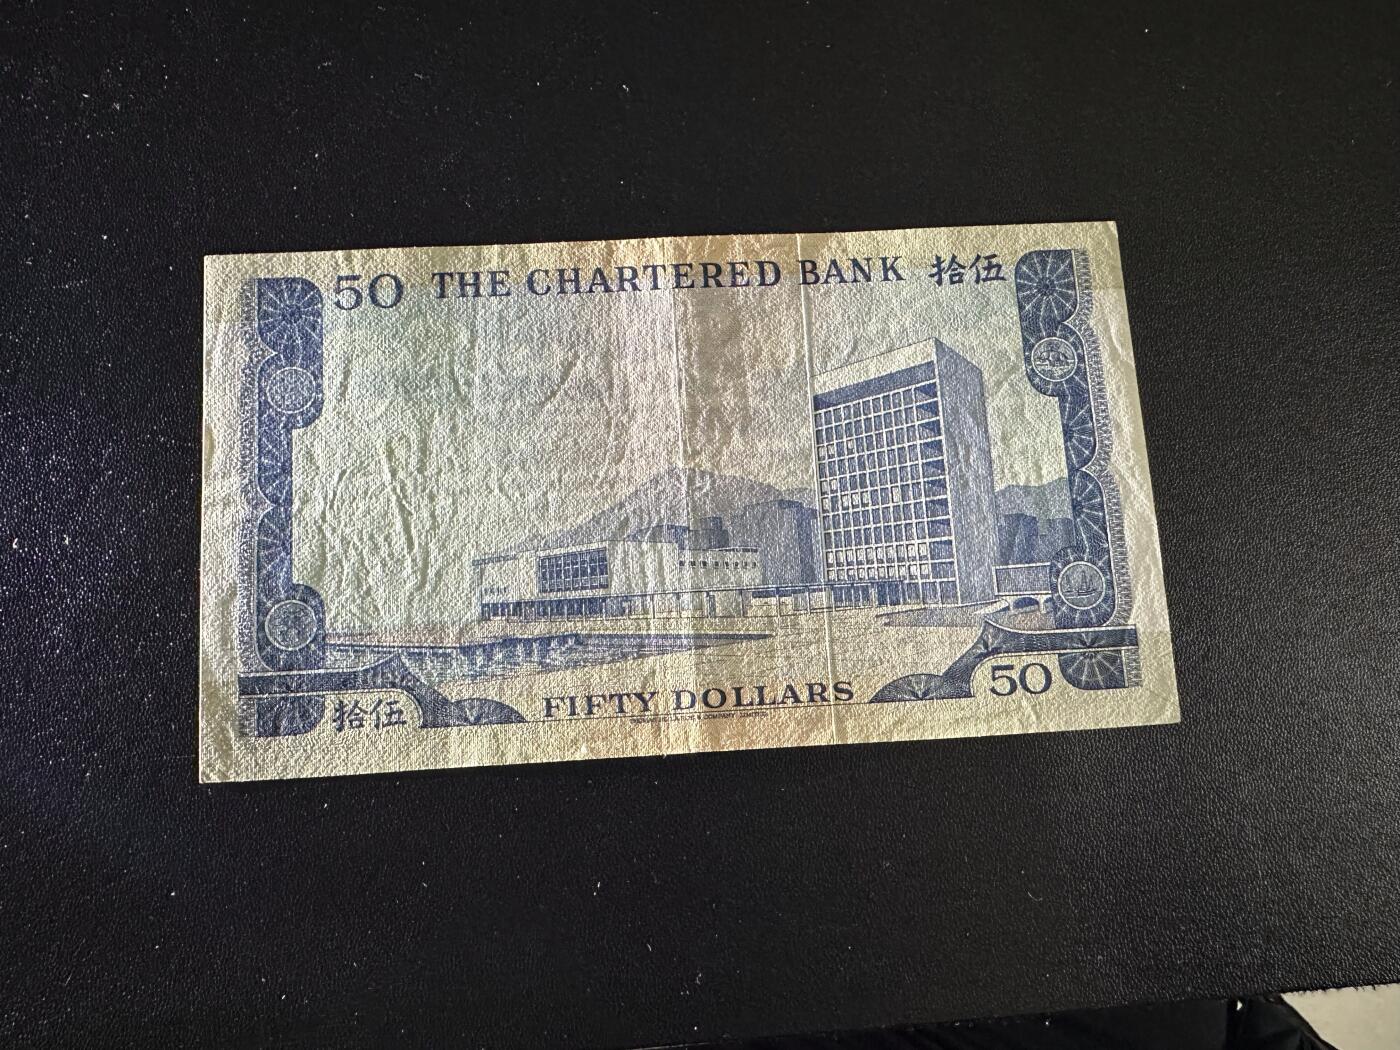 50 THE CHARTERED BANK 拾伍
FIFTY DOLLARS
50
拾伍